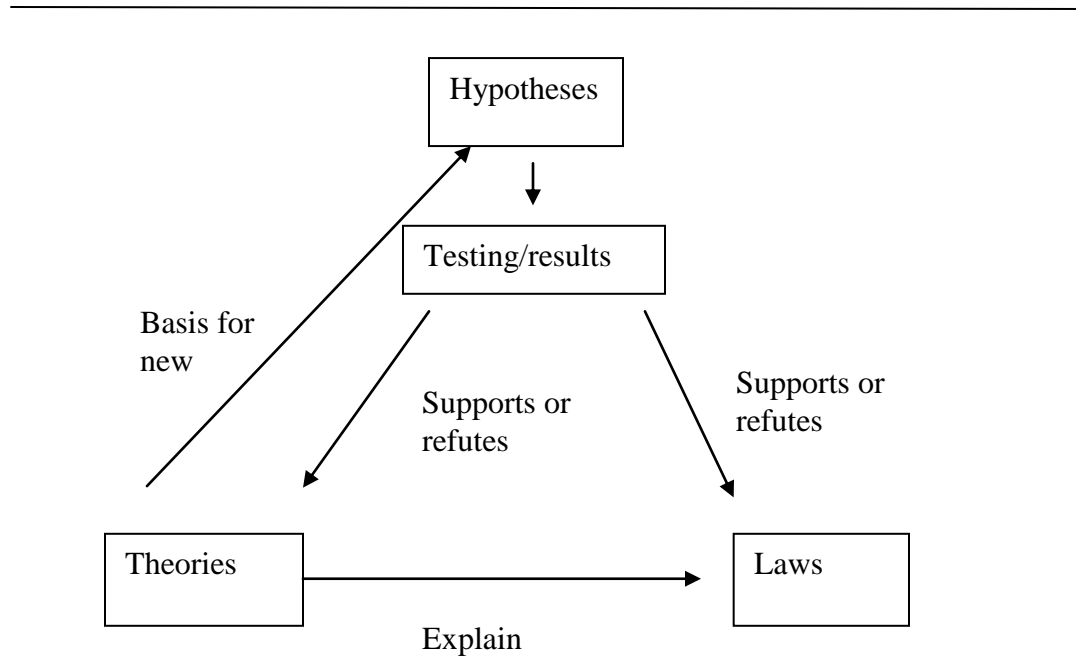 Hypotheses
Testing/results
Basis for
new
Supports or
refutes
Supports or
refutes
Theories
Laws
Explain